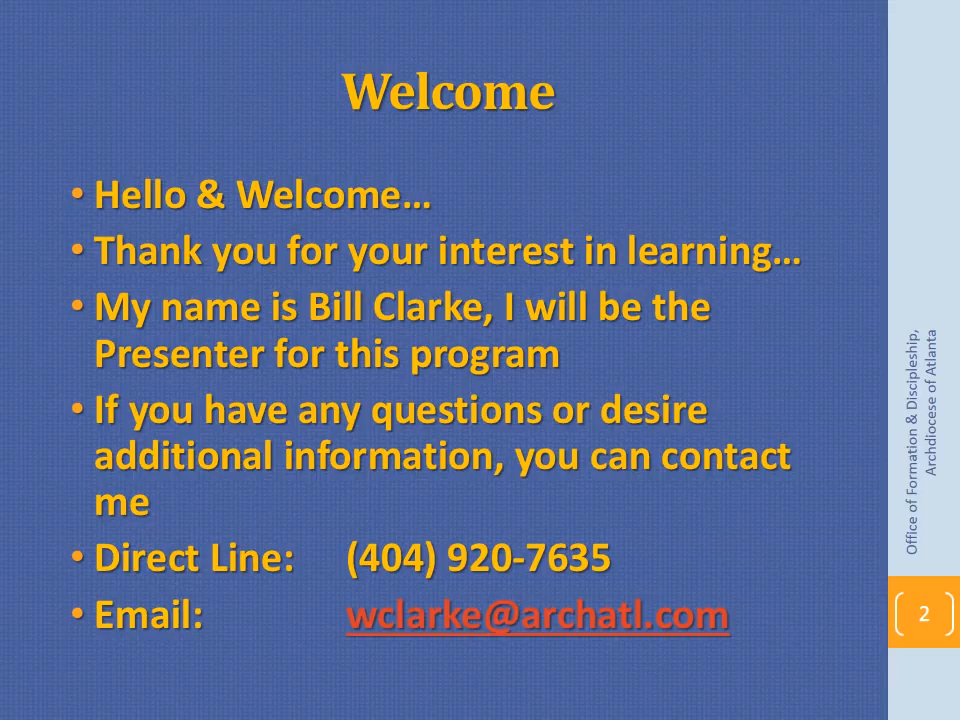 Welcome
• Hello & Welcome…
• Thank you for your interest in learning…
• My name is Bill Clarke, I will be the
Presenter for this program
• If you have any questions or desire
additional information, you can contact
me
• Direct Line: (404) 920-7635
• Email: wclarke@archatl.com
Office of Formation & Discipleship,
Archdiocese of Atlanta
2